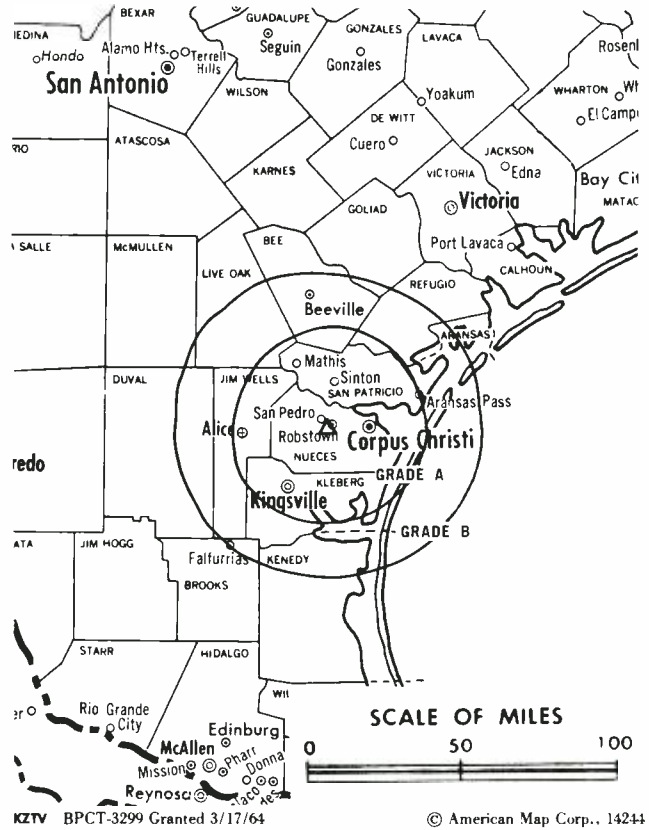 BEXAR
GUADALUPE
GONZALES
LAVACA
MEDINA
Alamo Hts.
Terrell Hills
Seguin
Gonzales
Hondo
San Antonio
WILSON
Yoakum
WHARTON
DE WITT
El Camp
ATASCOSA
Cuero
JACKSON
KARNES
VICTORIA
Edna
Bay Cit
Victoria
MATAC
GOLIAD
McMULLEN
BEE
Port Lavaca
LIVE OAK
REFUGIO
CALHOUN
Beeville
ARANSAS
Mathis
DUVAL
JIM WELLS
Sinton
SAN PATRICIO
Aransas Pass
San Pedro
Alice
Robstown
Corpus Christi
NUECES
KLEBERG
GRADE A
Kingsville
GRADE B
JIM HOGG
Falfurrias
KENEDY
BROOKS
STARR
HIDALGO
Rio Grande City
Edinburg
McAllen
Mission
Pharr
Donna
Reynosa
SCALE OF MILES
0 50 100
KZTV BPCT-3299 Granted 3/17/64
© American Map Corp., 14244